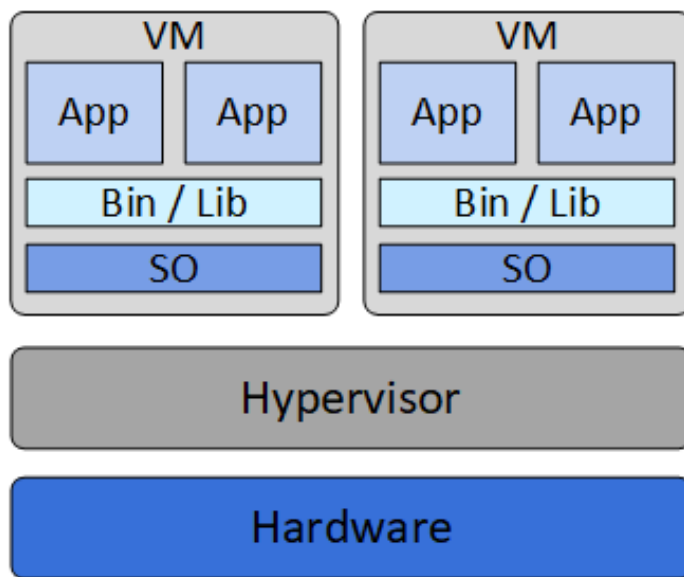 VM VM
App App App App
Bin / Lib Bin / Lib
SO SO
Hypervisor
Hardware